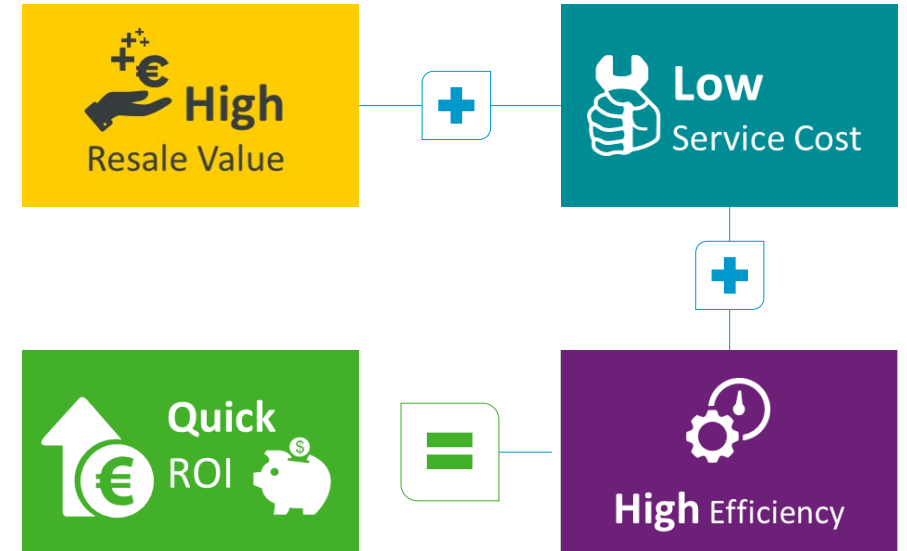 High
Resale Value
Low
Service Cost
High Efficiency
Quick
ROI